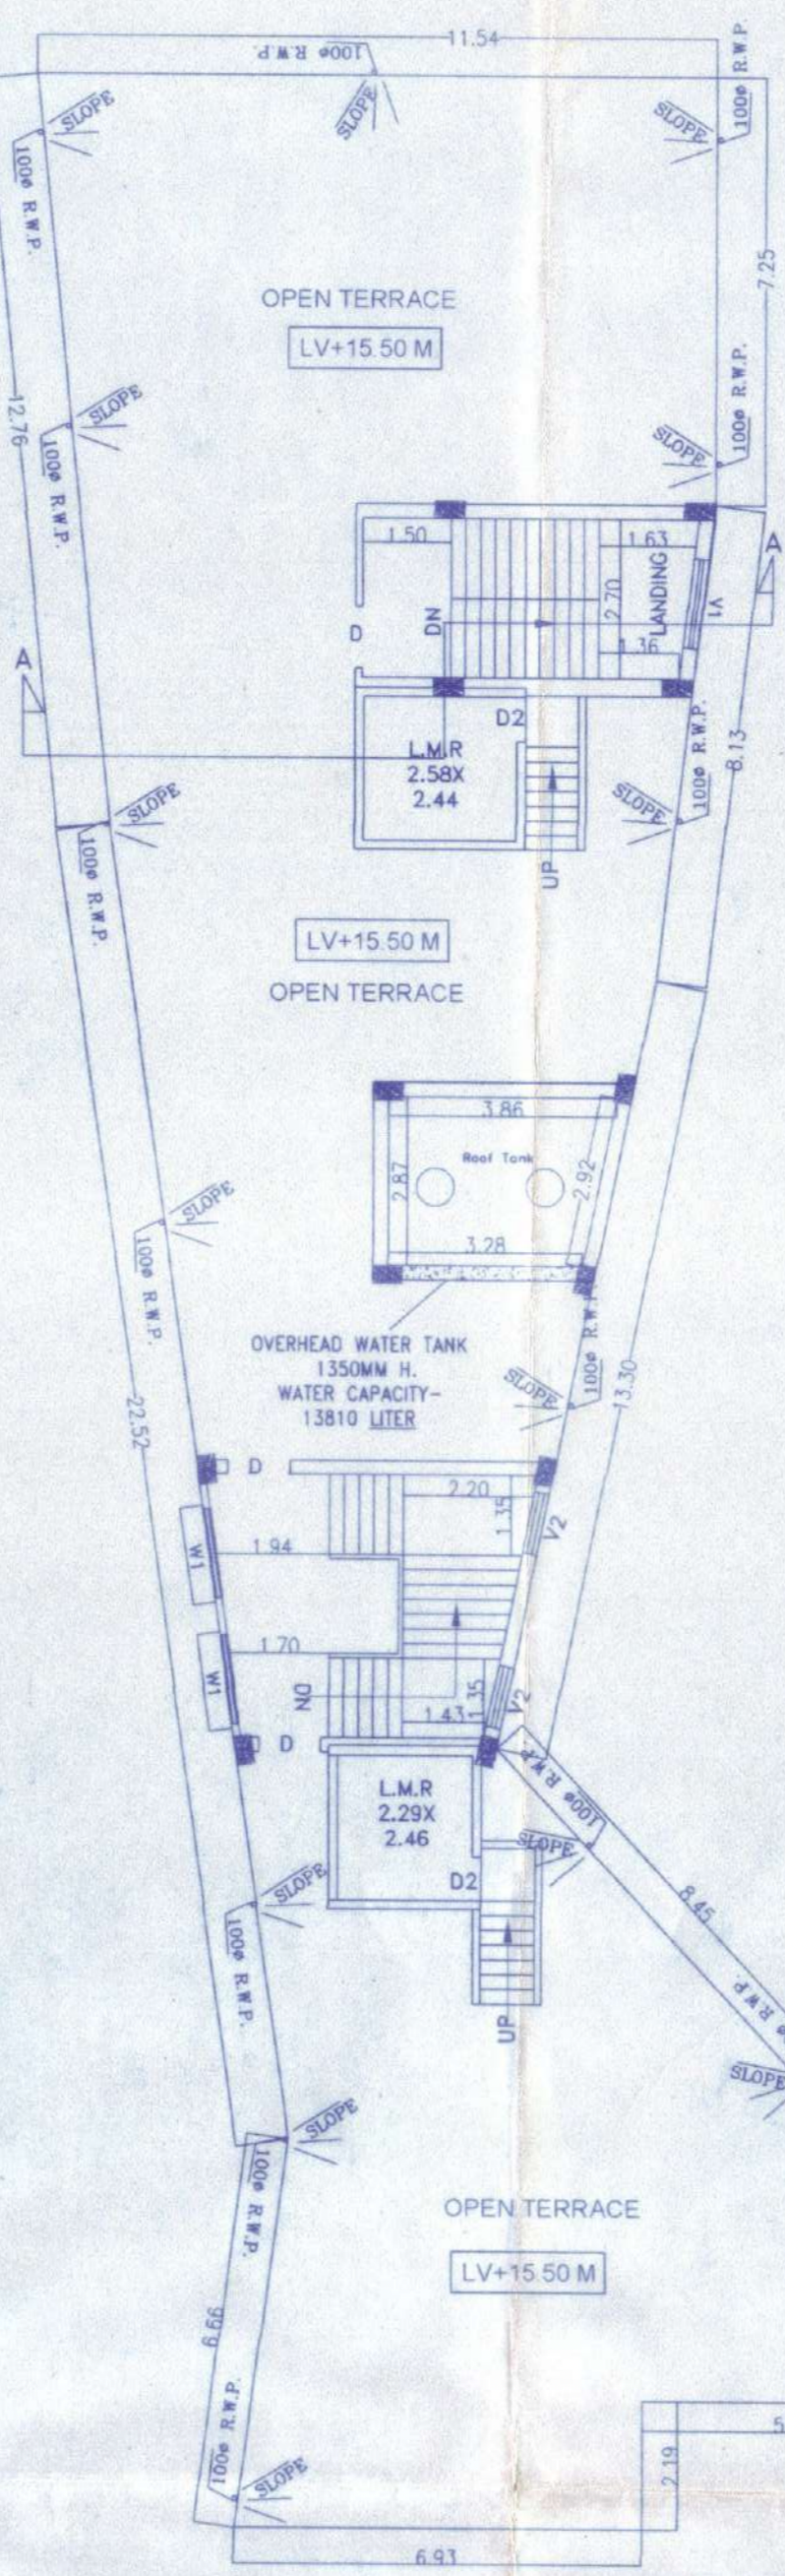 11.54
100ø R.W.P.
SLOPE
SLOPE
SLOPE
100ø R.W.P.
100ø R.W.P.
7.25
OPEN TERRACE
LV+15.50 M
12.76
SLOPE
100ø R.W.P.
SLOPE
100ø R.W.P.
1.50
1.63
A
D
DN
2.70
LANDING
1.36
V1
A
D2
L.M.R
2.58X
2.44
UP
8.13
100ø R.W.P.
SLOPE
SLOPE
100ø R.W.P.
LV+15.50 M
OPEN TERRACE
3.86
Roof Tank
2.87
2.92
3.28
SLOPE
100ø R.W.P.
OVERHEAD WATER TANK
1350MM H.
WATER CAPACITY-
13810 LITER
100ø R.W.P.
SLOPE
13.30
22.52
D
2.20
1.35
V2
W1
1.94
1.70
W1
DN
1.43
1.35
V2
D
L.M.R
2.29X
2.46
D2
UP
100ø R.W.P.
SLOPE
8.45
SLOPE
100ø R.W.P.
R.W.P.
SLOPE
SLOPE
100ø R.W.P.
OPEN TERRACE
LV+15.50 M
6.66
100ø R.W.P.
SLOPE
2.19
6.93